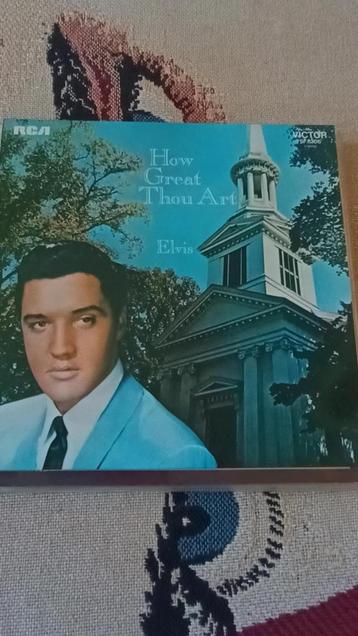 RCA
VICTOR
How
Great
Thou Art
Elvis